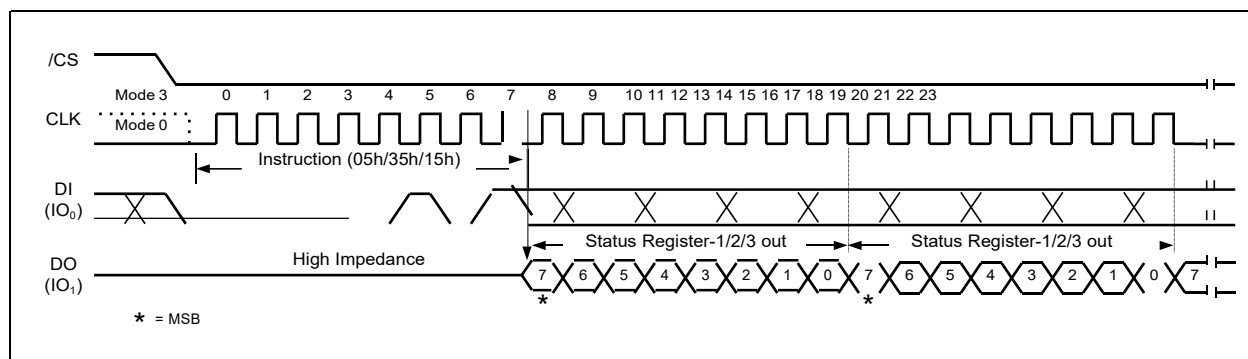 /CS
Mode 3 0 1 2 3 4 5 6 7 8 9 10 11 12 13 14 15 16 17 18 19 20 21 22 23
CLK Mode 0
Instruction (05h/35h/15h)
DI
(IO₀)
Status Register-1/2/3 out Status Register-1/2/3 out
High Impedance
DO 7 6 5 4 3 2 1 0 7 6 5 4 3 2 1 0 7
(IO₁)
* *
* = MSB